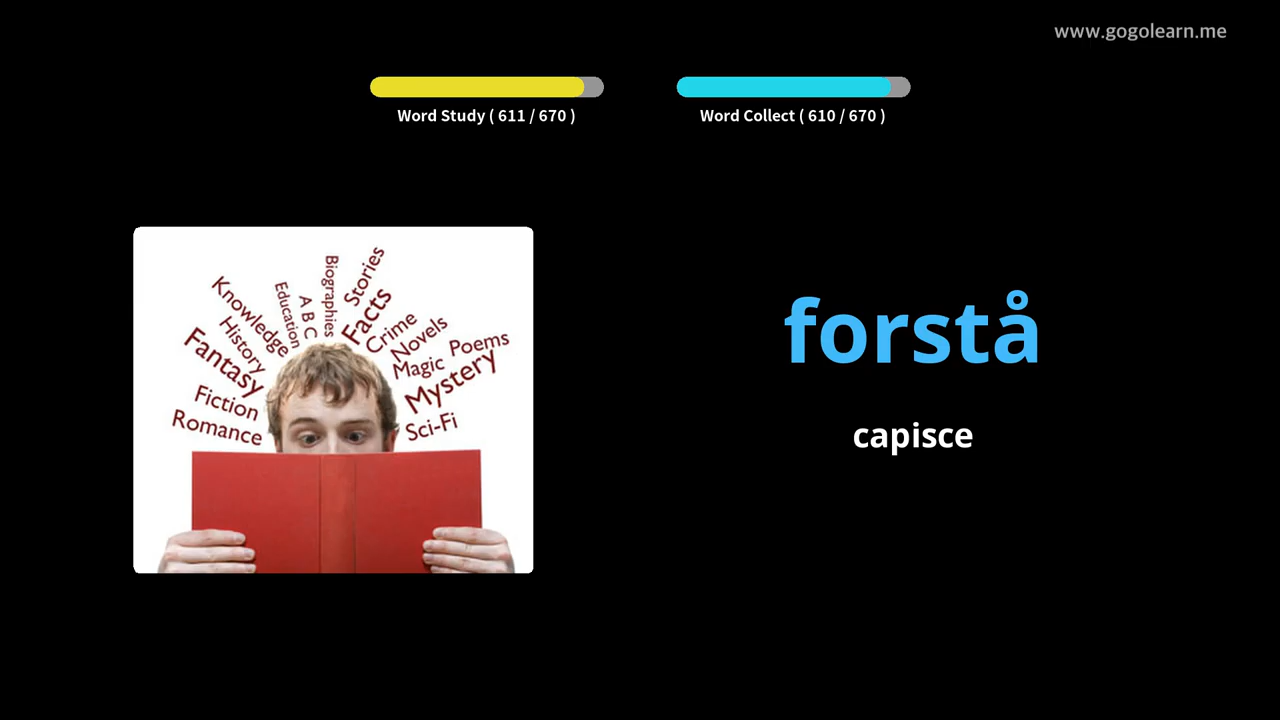 www.gogolearn.me
Word Study ( 611 / 670 )
Word Collect ( 610 / 670 )
Biographies
Stories
Knowledge
Education
A B C
Facts
Crime
History
Novels
Fantasy
Magic
Poems
Mystery
Fiction
Romance
Sci-Fi
forstå
capisce